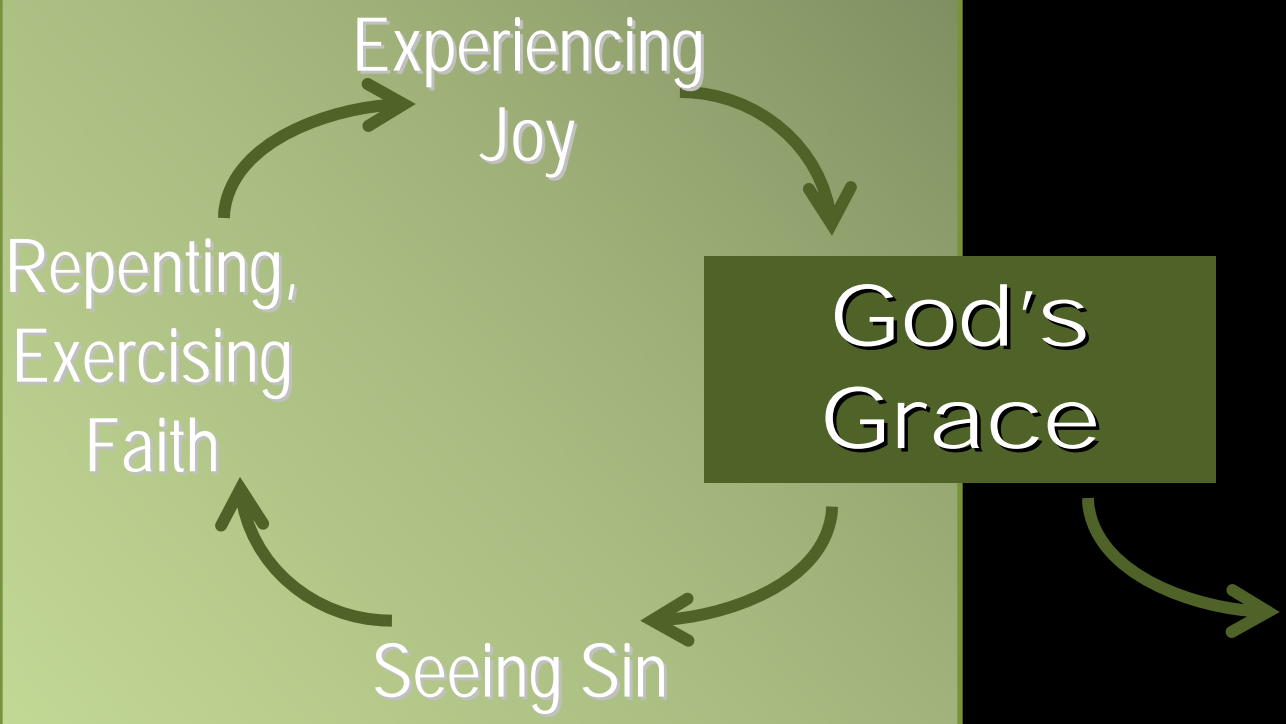 Experiencing
Joy
Repenting,
Exercising
Faith
God's
Grace
Seeing Sin